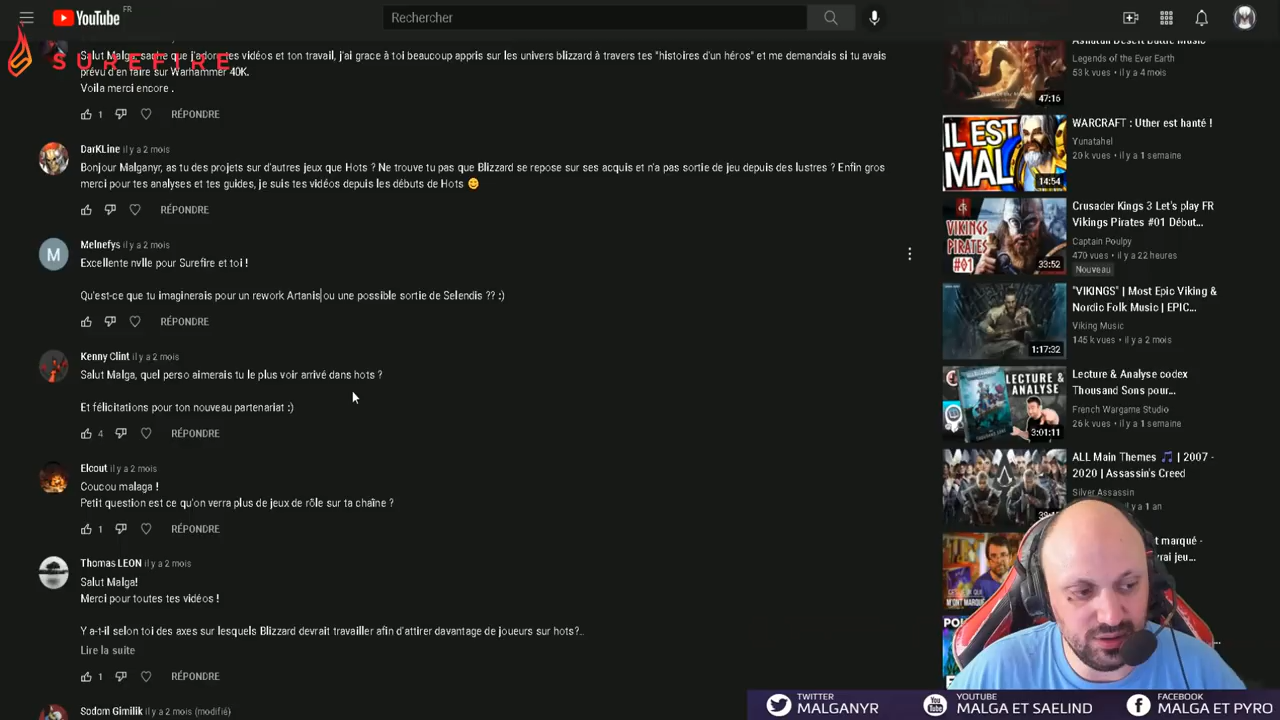 YouTube FR
Rechercher
SUREFIRE
Salut Malga, sache que j'adore tes vidéos et ton travail, j'ai grace à toi beaucoup appris sur les univers blizzard à travers tes "histoires d'un héros" et me demandais si tu avais
prévu d'en faire sur Warhammer 40K.
Voila merci encore .
1 RÉPONDRE
DarKLine il y a 2 mois
Bonjour Malganyr, as tu des projets sur d'autres jeux que Hots ? Ne trouve tu pas que Blizzard se repose sur ses acquis et n'a pas sortie de jeu depuis des lustres ? Enfin gros
merci pour tes analyses et tes guides, je suis tes vidéos depuis les débuts de Hots
RÉPONDRE
M
Melnefys il y a 2 mois
Excellente nvlle pour Surefire et toi !
Qu'est-ce que tu imaginerais pour un rework Artanis ou une possible sortie de Selendis ?? :)
RÉPONDRE
Kenny Clint il y a 2 mois
Salut Malga, quel perso aimerais tu le plus voir arrivé dans hots ?
Et félicitations pour ton nouveau partenariat :)
4 RÉPONDRE
Elcout il y a 2 mois
Coucou malaga !
Petit question est ce qu'on verra plus de jeux de rôle sur ta chaîne ?
1 RÉPONDRE
Thomas LEON il y a 2 mois
Salut Malga!
Merci pour toutes tes vidéos !
Y a-t-il selon toi des axes sur lesquels Blizzard devrait travailler afin d'attirer davantage de joueurs sur hots?..
Lire la suite
1 RÉPONDRE
Sodom Gimilik il y a 2 mois (modifié)
Legends of the Ever Earth
53 k vues • il y a 4 mois
47:16
IL EST
MAL
14:54
WARCRAFT : Uther est hanté !
Yunatahel
20 k vues • il y a 1 semaine
VIKINGS
PIRATES
#01
33:52
Crusader Kings 3 Let's play FR
Vikings Pirates #01 Début...
Captain Poulpy
470 vues • il y a 22 heures
Nouveau
1:17:32
"VIKINGS" | Most Epic Viking &
Nordic Folk Music | EPIC...
Viking Music
145 k vues • il y a 2 mois
LECTURE &
ANALYSE
3:01:11
Lecture & Analyse codex
Thousand Sons pour...
French Wargame Studio
26 k vues • il y a 1 semaine
ALL Main Themes 🎵 | 2007 -
2020 | Assassin's Creed
Silver Assassin
il y a 1 an
t marqué -
M'ONT MARQUÉ
TWITTER
MALGANYR
YOUTUBE
MALGA ET SAELIND
FACEBOOK
MALGA ET PYRO